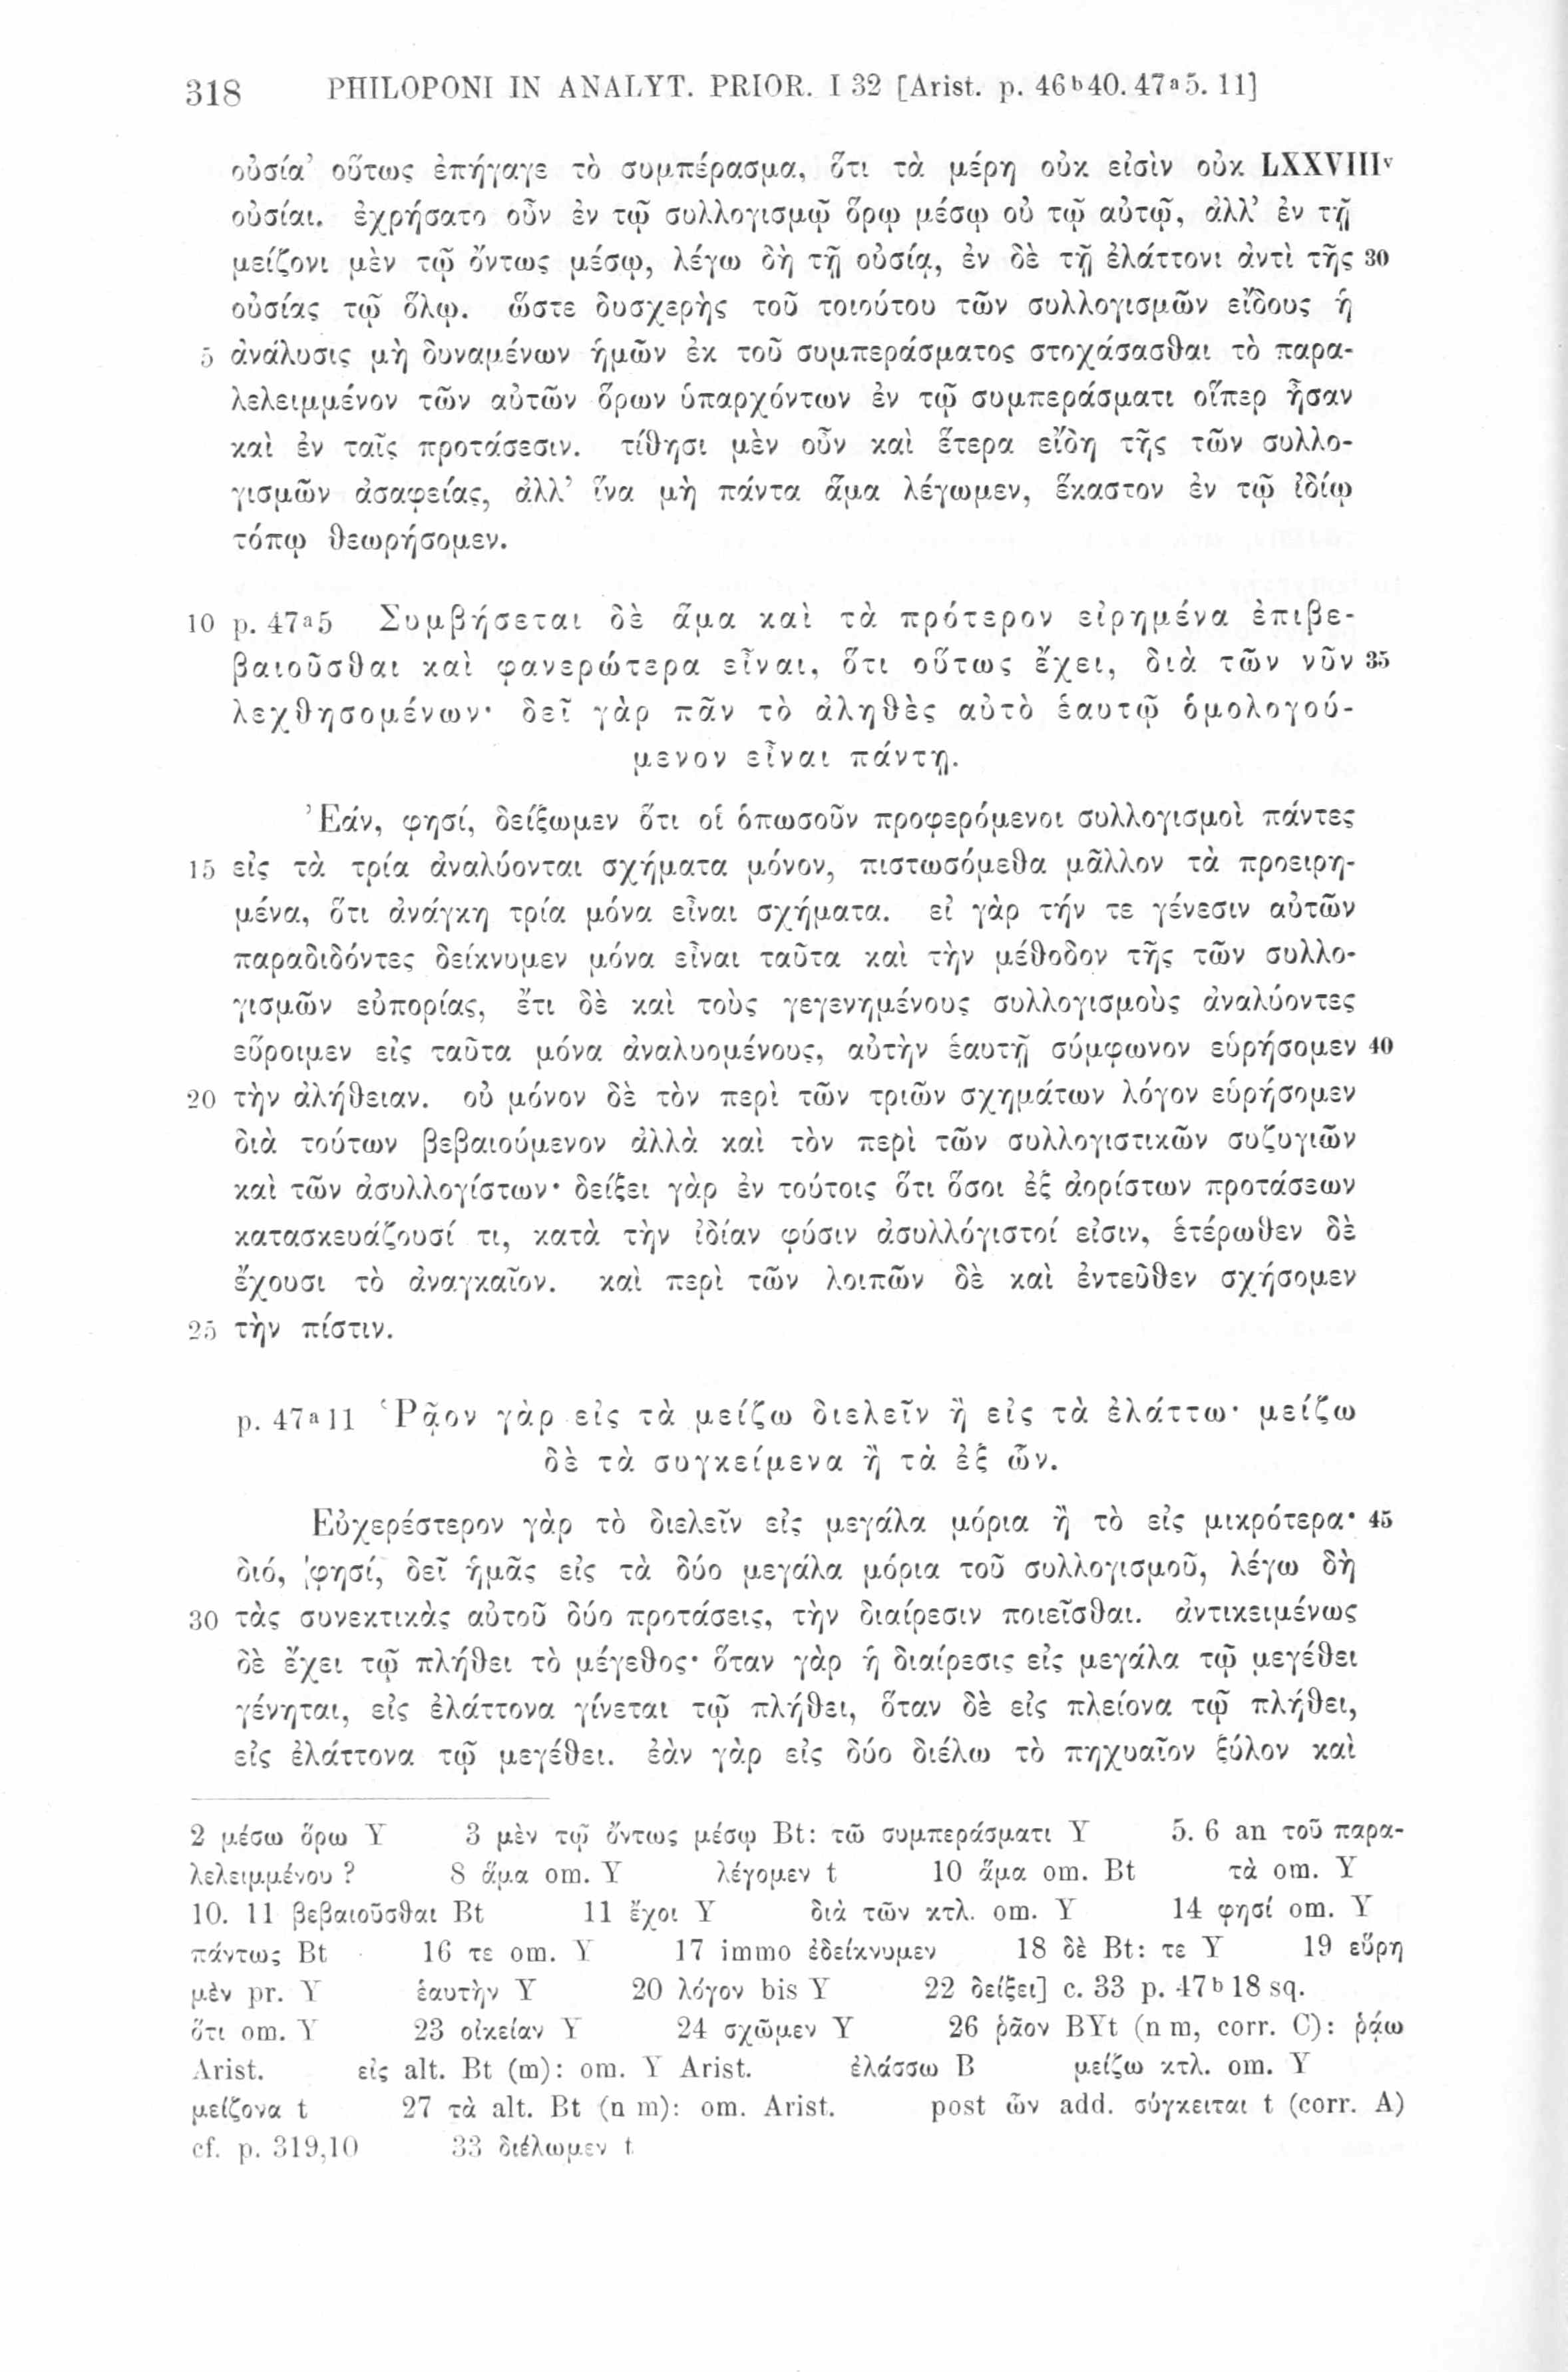 318 PHILOPONI IN ANALYT. PRIOR. I 32 [Arist. p. 46b40. 47a5. 11]
οὐσία’ οὕτως ἐπήγαγε τὸ συμπέρασμα, ὅτι τὰ μέρη οὐκ εἰσὶν οὐκ LXXVIIIv
οὐσίαι. ἐχρήσατο οὖν ἐν τῷ συλλογισμῷ ὅρῳ μέσῳ οὐ τῷ αὐτῷ, ἀλλ’ ἐν τῇ
μείζονι μὲν τῷ ὄντως μέσῳ, λέγω δὴ τῇ οὐσίᾳ, ἐν δὲ τῇ ἐλάττονι ἀντὶ τῆς 30
οὐσίας τῷ ὅλῳ. ὥστε δυσχερὴς τοῦ τοιούτου τῶν συλλογισμῶν εἴδους ἡ
5 ἀνάλυσις μὴ δυναμένων ἡμῶν ἐκ τοῦ συμπεράσματος στοχάσασθαι τὸ παρα-
λελειμμένον τῶν αὐτῶν ὅρων ὑπαρχόντων ἐν τῷ συμπεράσματι οἵπερ ἦσαν
καὶ ἐν ταῖς προτάσεσιν. τίθησι μὲν οὖν καὶ ἕτερα εἴδη τῆς τῶν συλλο-
γισμῶν ἀσαφείας, ἀλλ’ ἵνα μὴ πάντα ἅμα λέγωμεν, ἕκαστον ἐν τῷ ἰδίῳ
τόπῳ θεωρήσομεν.
10 p. 47a5 Συμβήσεται δὲ ἅμα καὶ τὰ πρότερον εἰρημένα ἐπιβε-
βαιοῦσθαι καὶ φανερώτερα εἶναι, ὅτι οὕτως ἔχει, διὰ τῶν νῦν 35
λεχθησομένων· δεῖ γὰρ πᾶν τὸ ἀληθὲς αὐτὸ ἑαυτῷ ὁμολογού-
μενον εἶναι πάντῃ.
Ἐάν, φησί, δείξωμεν ὅτι οἱ ὁπωσοῦν προφερόμενοι συλλογισμοὶ πάντες
15 εἰς τὰ τρία ἀναλύονται σχήματα μόνον, πιστωσόμεθα μᾶλλον τὰ προειρη-
μένα, ὅτι ἀνάγκη τρία μόνα εἶναι σχήματα. εἰ γὰρ τήν τε γένεσιν αὐτῶν
παραδιδόντες δείκνυμεν μόνα εἶναι ταῦτα καὶ τὴν μέθοδον τῆς τῶν συλλο-
γισμῶν εὐπορίας, ἔτι δὲ καὶ τοὺς γεγενημένους συλλογισμοὺς ἀναλύοντες
εὕροιμεν εἰς ταῦτα μόνα ἀναλυομένους, αὐτὴν ἑαυτῇ σύμφωνον εὑρήσομεν 40
20 τὴν ἀλήθειαν. οὐ μόνον δὲ τὸν περὶ τῶν τριῶν σχημάτων λόγον εὑρήσομεν
διὰ τούτων βεβαιούμενον ἀλλὰ καὶ τὸν περὶ τῶν συλλογιστικῶν συζυγιῶν
καὶ τῶν ἀσυλλογίστων· δείξει γὰρ ἐν τούτοις ὅτι ὅσοι ἐξ ἀορίστων προτάσεων
κατασκευάζουσί τι, κατὰ τὴν ἰδίαν φύσιν ἀσυλλόγιστοί εἰσιν, ἑτέρωθεν δὲ
ἔχουσι τὸ ἀναγκαῖον. καὶ περὶ τῶν λοιπῶν δὲ καὶ ἐντεῦθεν σχήσομεν
25 τὴν πίστιν.
p. 47a11 Ῥᾷον γὰρ εἰς τὰ μείζω διελεῖν ἢ εἰς τὰ ἐλάττω· μείζω
δὲ τὰ συγκείμενα ἢ τὰ ἐξ ὧν.
Εὐχερέστερον γὰρ τὸ διελεῖν εἰς μεγάλα μόρια ἢ τὸ εἰς μικρότερα· 45
διό, φησί, δεῖ ἡμᾶς εἰς τὰ δύο μεγάλα μόρια τοῦ συλλογισμοῦ, λέγω δὴ
30 τὰς συνεκτικὰς αὐτοῦ δύο προτάσεις, τὴν διαίρεσιν ποιεῖσθαι. ἀντικειμένως
δὲ ἔχει τῷ πλήθει τὸ μέγεθος· ὅταν γὰρ ἡ διαίρεσις εἰς μεγάλα τῷ μεγέθει
γένηται, εἰς ἐλάττονα γίνεται τῷ πλήθει, ὅταν δὲ εἰς πλείονα τῷ πλήθει,
εἰς ἐλάττονα τῷ μεγέθει. ἐὰν γὰρ εἰς δύο διέλω τὸ πηχυαῖον ξύλον καὶ
2 μέσω ὅρω Y 3 μὲν τῷ ὄντως μέσῳ Bt: τῶ συμπεράσματι Y 5. 6 an τοῦ παρα-
λελειμμένου ? 8 ἅμα om. Y λέγομεν t 10 ἅμα om. Bt τὰ om. Y
10. 11 βεβαιοῦσθαι Bt 11 ἔχοι Y διὰ τῶν κτλ. om. Y 14 φησί om. Y
πάντως Bt 16 τε om. Y 17 immo ἐδείκνυμεν 18 δὲ Bt: τε Y 19 εὕρη
μὲν pr. Y ἑαυτὴν Y 20 λόγον bis Y 22 δείξει] c. 33 p. 47b18 sq.
ὅτι om. Y 23 οἰκείαν Y 24 σχῶμεν Y 26 ῥᾶον BYt (n m, corr. C): ῥᾴω
Arist. εἰς alt. Bt (m): om. Y Arist. ἐλάσσω B μείζω κτλ. om. Y
μείζονα t 27 τὰ alt. Bt (n m): om. Arist. post ὧν add. σύγκειται t (corr. A)
cf. p. 319,10 33 διέλωμεν t